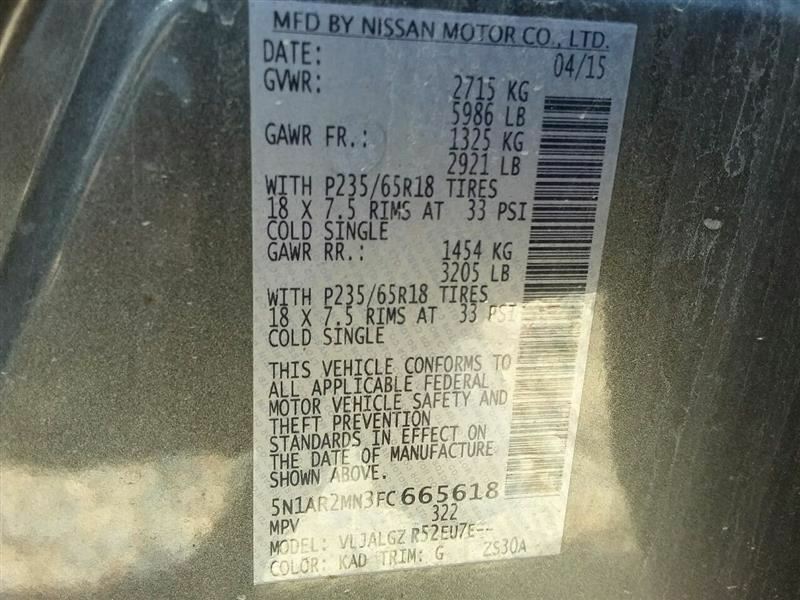 MFD BY NISSAN MOTOR CO., LTD.
DATE: 04/15
GVWR: 2715 KG
5986 LB
GAWR FR.: 1325 KG
2921 LB
WITH P235/65R18 TIRES
18 X 7.5 RIMS AT 33 PSI
COLD SINGLE
GAWR RR.: 1454 KG
3205 LB
WITH P235/65R18 TIRES
18 X 7.5 RIMS AT 33 PSI
COLD SINGLE
THIS VEHICLE CONFORMS TO
ALL APPLICABLE FEDERAL
MOTOR VEHICLE SAFETY AND
THEFT PREVENTION
STANDARDS IN EFFECT ON
THE DATE OF MANUFACTURE
SHOWN ABOVE.
5N1AR2MN3FC665618
MPV 322
MODEL: VLJALGZ R52EU7E--
COLOR: KAD TRIM: G ZS30A